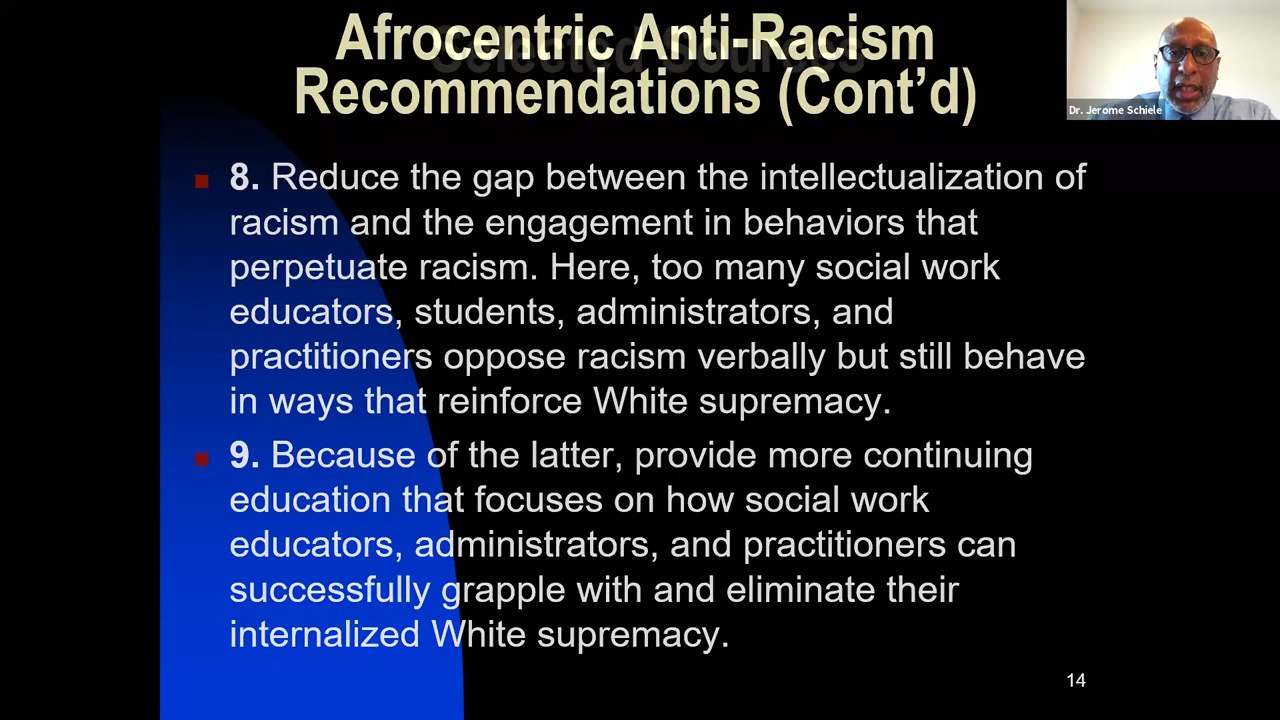 Afrocentric Anti-Racism
Recommendations (Cont’d)
Selected Sources
Dr. Jerome Schiele
8. Reduce the gap between the intellectualization of
racism and the engagement in behaviors that
perpetuate racism. Here, too many social work
educators, students, administrators, and
practitioners oppose racism verbally but still behave
in ways that reinforce White supremacy.
9. Because of the latter, provide more continuing
education that focuses on how social work
educators, administrators, and practitioners can
successfully grapple with and eliminate their
internalized White supremacy.
14